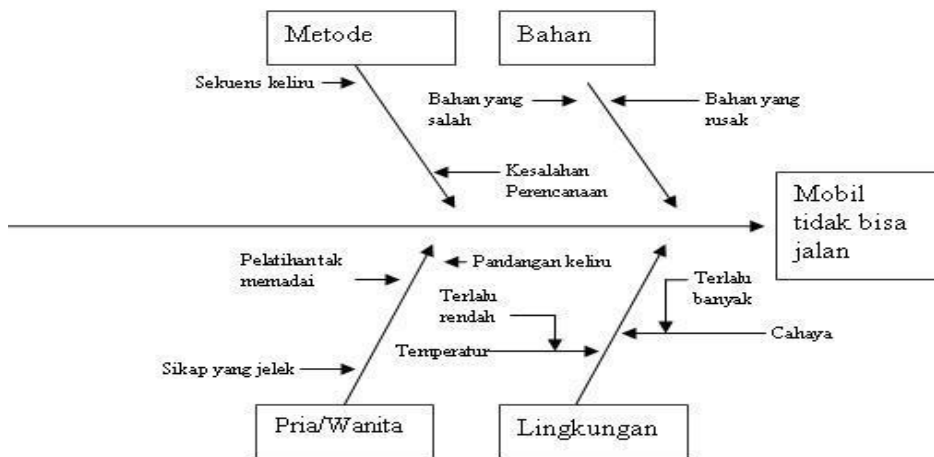 Metode
Bahan
Sekuens keliru
Bahan yang
salah
Bahan yang
rusak
Kesalahan
Perencanaan
Mobil
tidak bisa
jalan
Pelatihan tak
memadai
Pandangan keliru
Terlalu
rendah
Terlalu
banyak
Temperatur
Cahaya
Sikap yang jelek
Pria/Wanita
Lingkungan